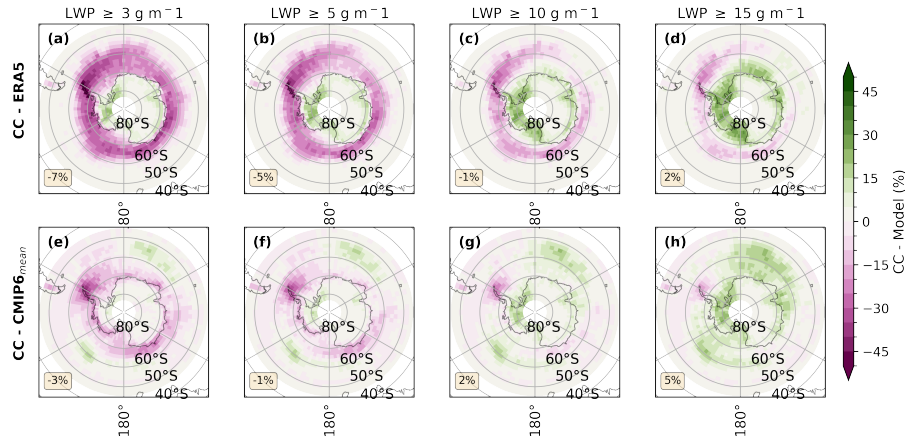 LWP ≥ 3 g m⁻¹ LWP ≥ 5 g m⁻¹ LWP ≥ 10 g m⁻¹ LWP ≥ 15 g m⁻¹
CC - ERA5
(a) (b) (c) (d)
80°S 80°S 80°S 80°S
60°S 60°S 60°S 60°S
50°S 50°S 50°S 50°S
40°S 40°S 40°S 40°S
-7% -5% -1% 2%
80° 80° 80° 80°
CC - CMIP6mean
(e) (f) (g) (h)
80°S 80°S 80°S 80°S
60°S 60°S 60°S 60°S
50°S 50°S 50°S 50°S
40°S 40°S 40°S 40°S
-3% -1% 2% 5%
180° 180° 180° 180°
45
30
15
0
−15
−30
−45
CC - Model (%)